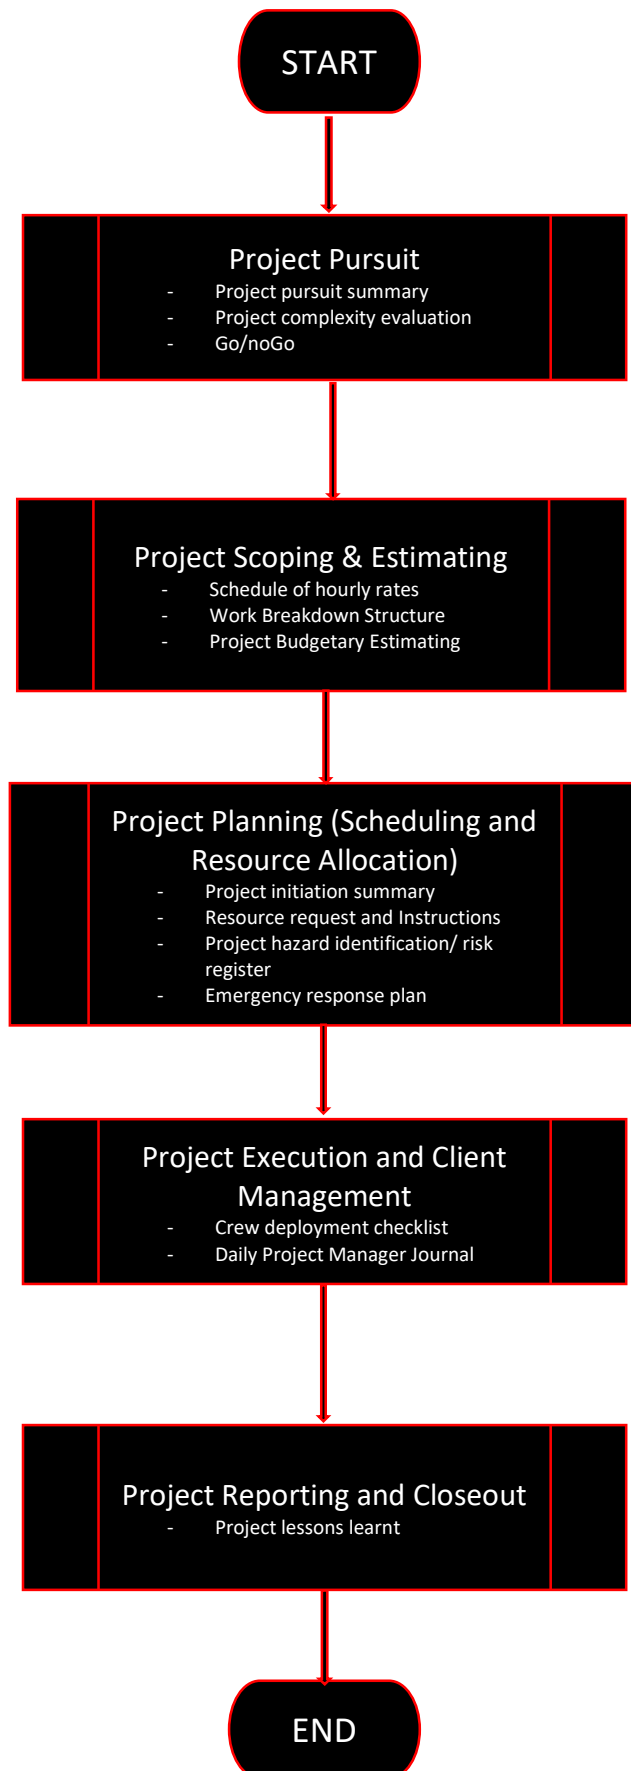 START
Project Pursuit
- Project pursuit summary
- Project complexity evaluation
- Go/noGo
Project Scoping & Estimating
- Schedule of hourly rates
- Work Breakdown Structure
- Project Budgetary Estimating
Project Planning (Scheduling and
Resource Allocation)
- Project initiation summary
- Resource request and Instructions
- Project hazard identification/ risk
register
- Emergency response plan
Project Execution and Client
Management
- Crew deployment checklist
- Daily Project Manager Journal
Project Reporting and Closeout
- Project lessons learnt
END